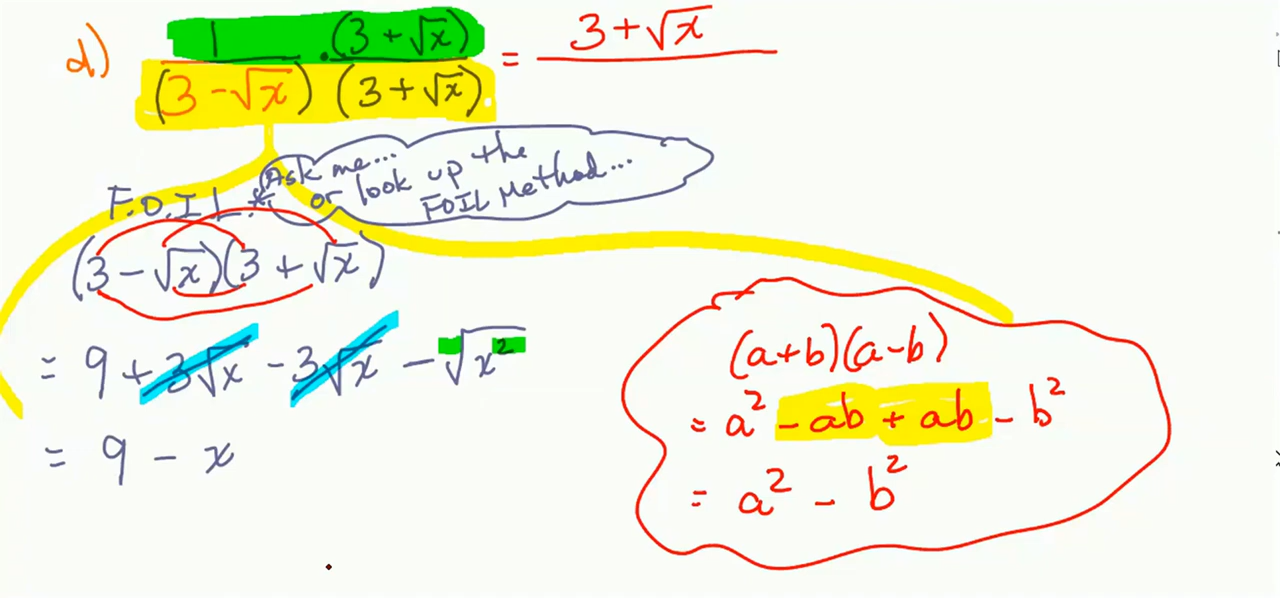 d) 1 . (3 + √x) = 3 + √x
(3 - √x) (3 + √x)
F.O.I.L.* Ask me...
or look up the
FOIL Method...
(3 - √x)(3 + √x)
= 9 + 3√x - 3√x - √x²
= 9 - x
(a+b)(a-b)
= a² - ab + ab - b²
= a² - b²